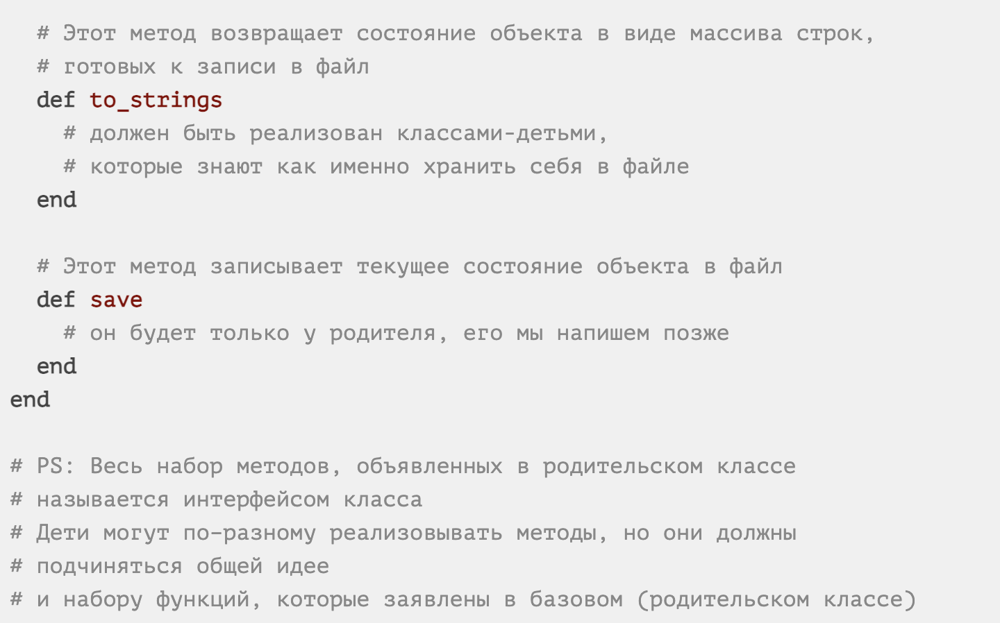 # Этот метод возвращает состояние объекта в виде массива строк,
# готовых к записи в файл
def to_strings
# должен быть реализован классами-детьми,
# которые знают как именно хранить себя в файле
end
# Этот метод записывает текущее состояние объекта в файл
def save
# он будет только у родителя, его мы напишем позже
end
end
# PS: Весь набор методов, объявленных в родительском классе
# называется интерфейсом класса
# Дети могут по–разному реализовывать методы, но они должны
# подчиняться общей идее
# и набору функций, которые заявлены в базовом (родительском классе)